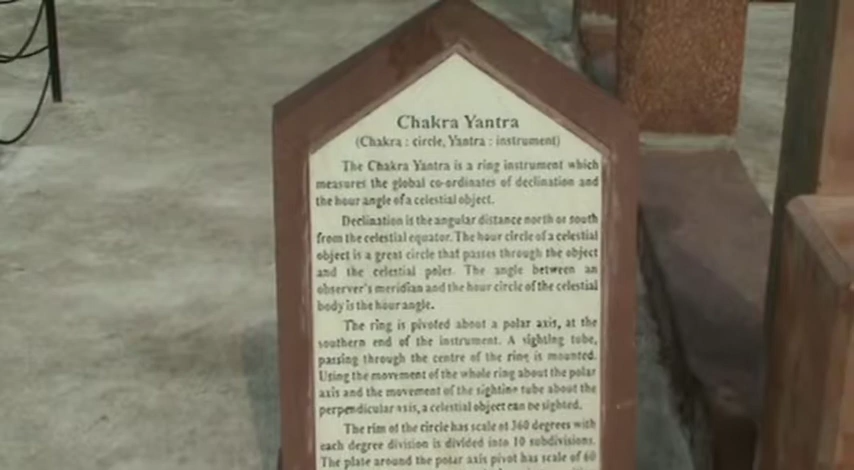 Chakra Yantra
(Chakra : circle, Yantra : instrument)
The Chakra Yantra is a ring instrument which
measures the global co-ordinates of declination and
the hour angle of a celestial object.
Declination is the angular distance north or south
from the celestial equator. The hour circle of a celestial
object is a great circle that passes through the object
and the celestial poles. The angle between an
observer's meridian and the hour circle of the celestial
body is the hour angle.
The ring is pivoted about a polar axis, at the
southern end of the instrument. A sighting tube,
passing through the centre of the ring is mounted.
Using the movement of the whole ring about the polar
axis and the movement of the sighting tube about the
perpendicular axis, a celestial object can be sighted.
The rim of the circle has scale of 360 degrees with
each degree division is divided into 10 subdivisions.
The plate around the polar axis pivot has scale of 60